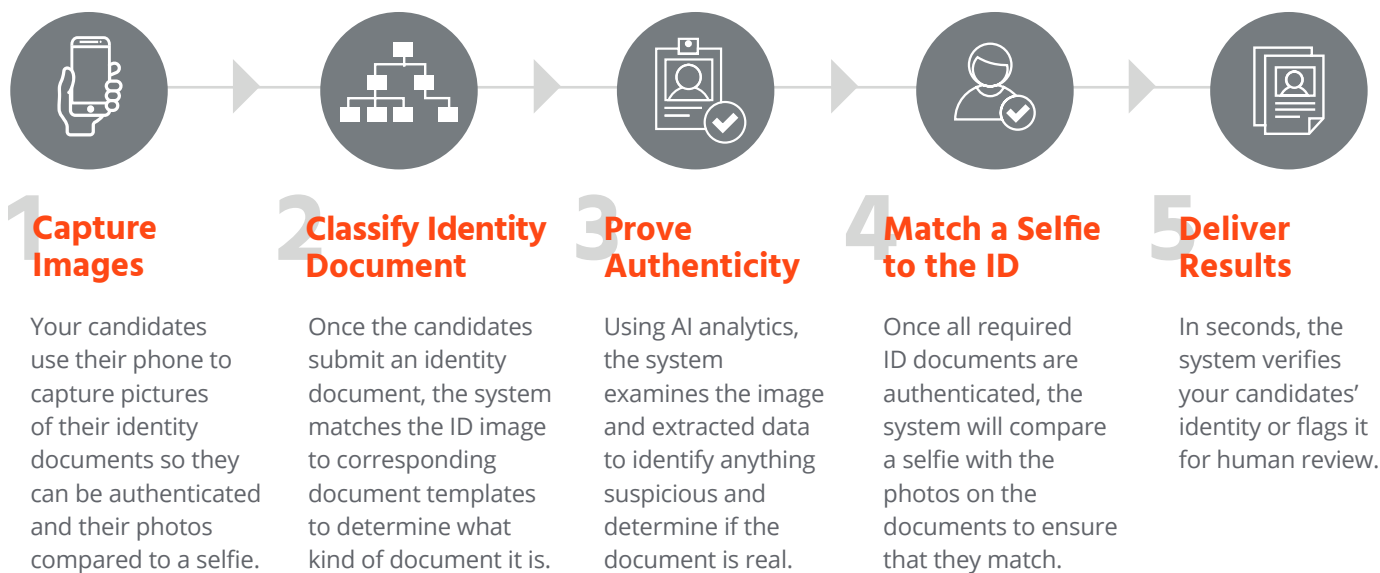 1
Capture
Images
Your candidates
use their phone to
capture pictures
of their identity
documents so they
can be authenticated
and their photos
compared to a selfie.
2
Classify Identity
Document
Once the candidates
submit an identity
document, the system
matches the ID image
to corresponding
document templates
to determine what
kind of document it is.
3
Prove
Authenticity
Using AI analytics,
the system
examines the image
and extracted data
to identify anything
suspicious and
determine if the
document is real.
4
Match a Selfie
to the ID
Once all required
ID documents are
authenticated, the
system will compare
a selfie with the
photos on the
documents to ensure
that they match.
5
Deliver
Results
In seconds, the
system verifies
your candidates’
identity or flags it
for human review.